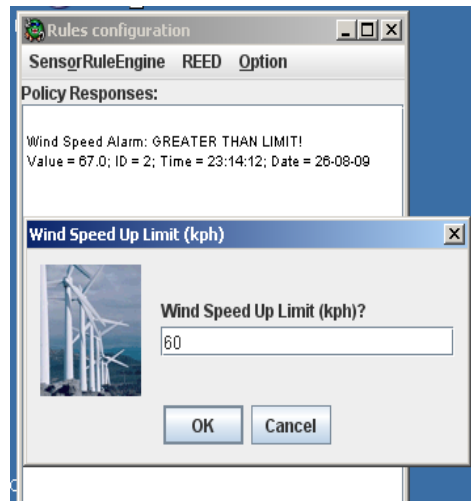 Rules configuration
SensorRuleEngine REED Option
Policy Responses:
Wind Speed Alarm: GREATER THAN LIMIT!
Value = 67.0; ID = 2; Time = 23:14:12; Date = 26-08-09
Wind Speed Up Limit (kph)
Wind Speed Up Limit (kph)?
60
OK Cancel